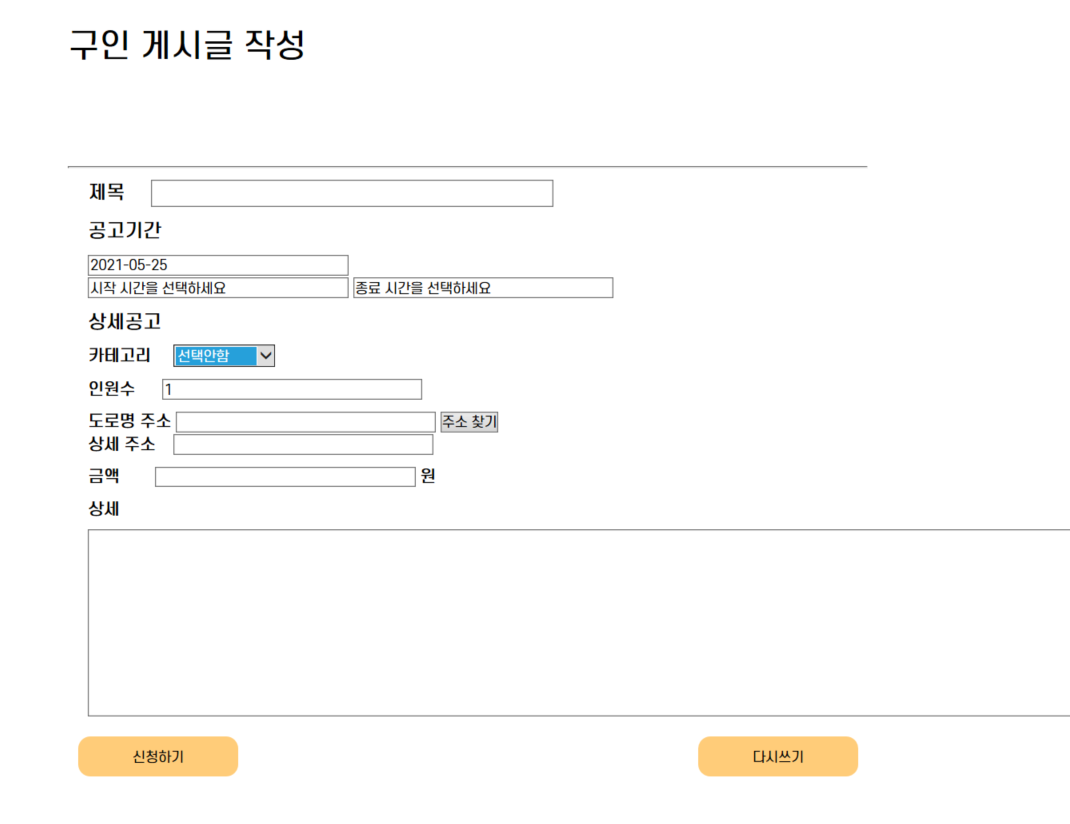 구인 게시글 작성
제목
공고기간
2021-05-25
시작 시간을 선택하세요 종료 시간을 선택하세요
상세공고
카테고리 선택안함
인원수 1
도로명 주소 주소 찾기
상세 주소
금액 원
상세
신청하기 다시쓰기